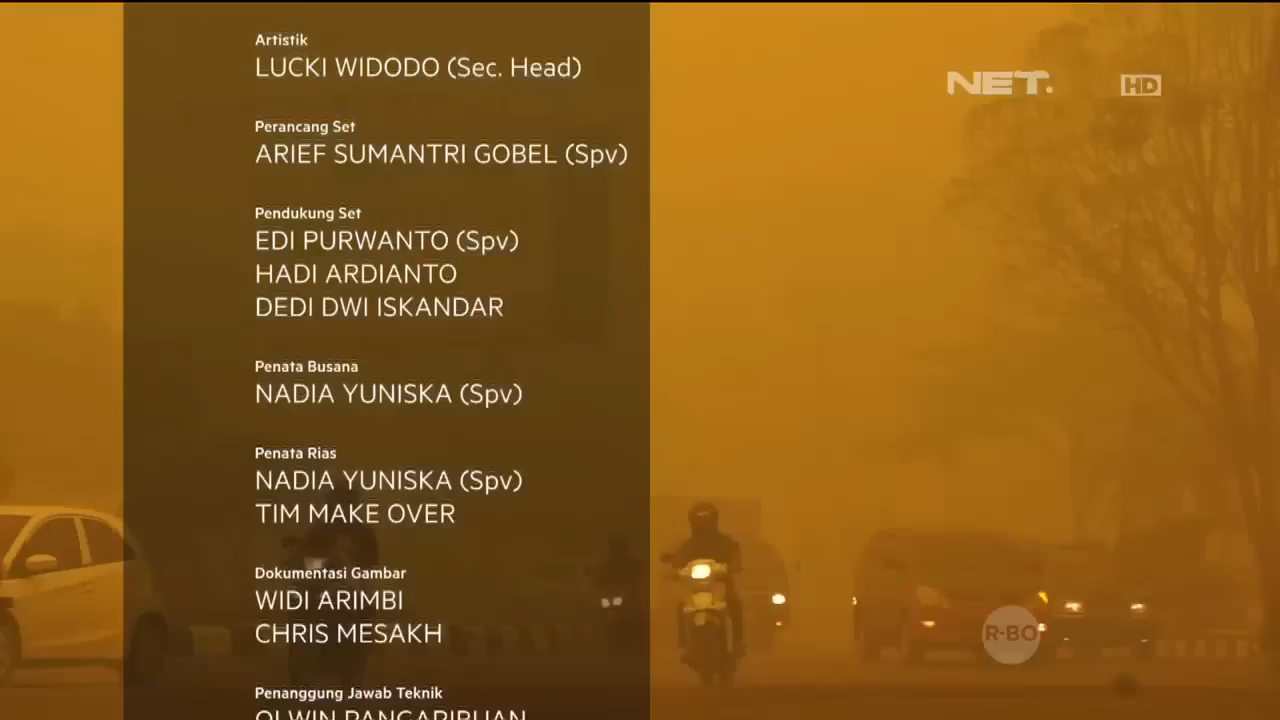 Artistik
LUCKI WIDODO (Sec. Head)
Perancang Set
ARIEF SUMANTRI GOBEL (Spv)
Pendukung Set
EDI PURWANTO (Spv)
HADI ARDIANTO
DEDI DWI ISKANDAR
Penata Busana
NADIA YUNISKA (Spv)
Penata Rias
NADIA YUNISKA (Spv)
TIM MAKE OVER
Dokumentasi Gambar
WIDI ARIMBI
CHRIS MESAKH
Penanggung Jawab Teknik
OLWIN PANGARIBUAN
NET.
HD
R-BO